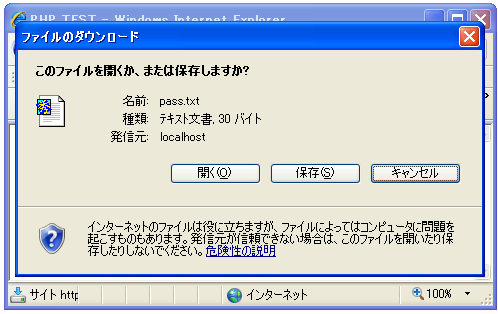 PHP TEST - Windows Internet Explorer
ファイルのダウンロード
このファイルを開くか、または保存しますか?
名前: pass.txt
種類: テキスト文書, 30 バイト
発信元: localhost
開く(O) 保存(S) キャンセル
インターネットのファイルは役に立ちますが、ファイルによってはコンピュータに問題を
起こすものもあります。発信元が信頼できない場合は、このファイルを開いたり保
存したりしないでください。危険性の説明
サイト http インターネット 100%